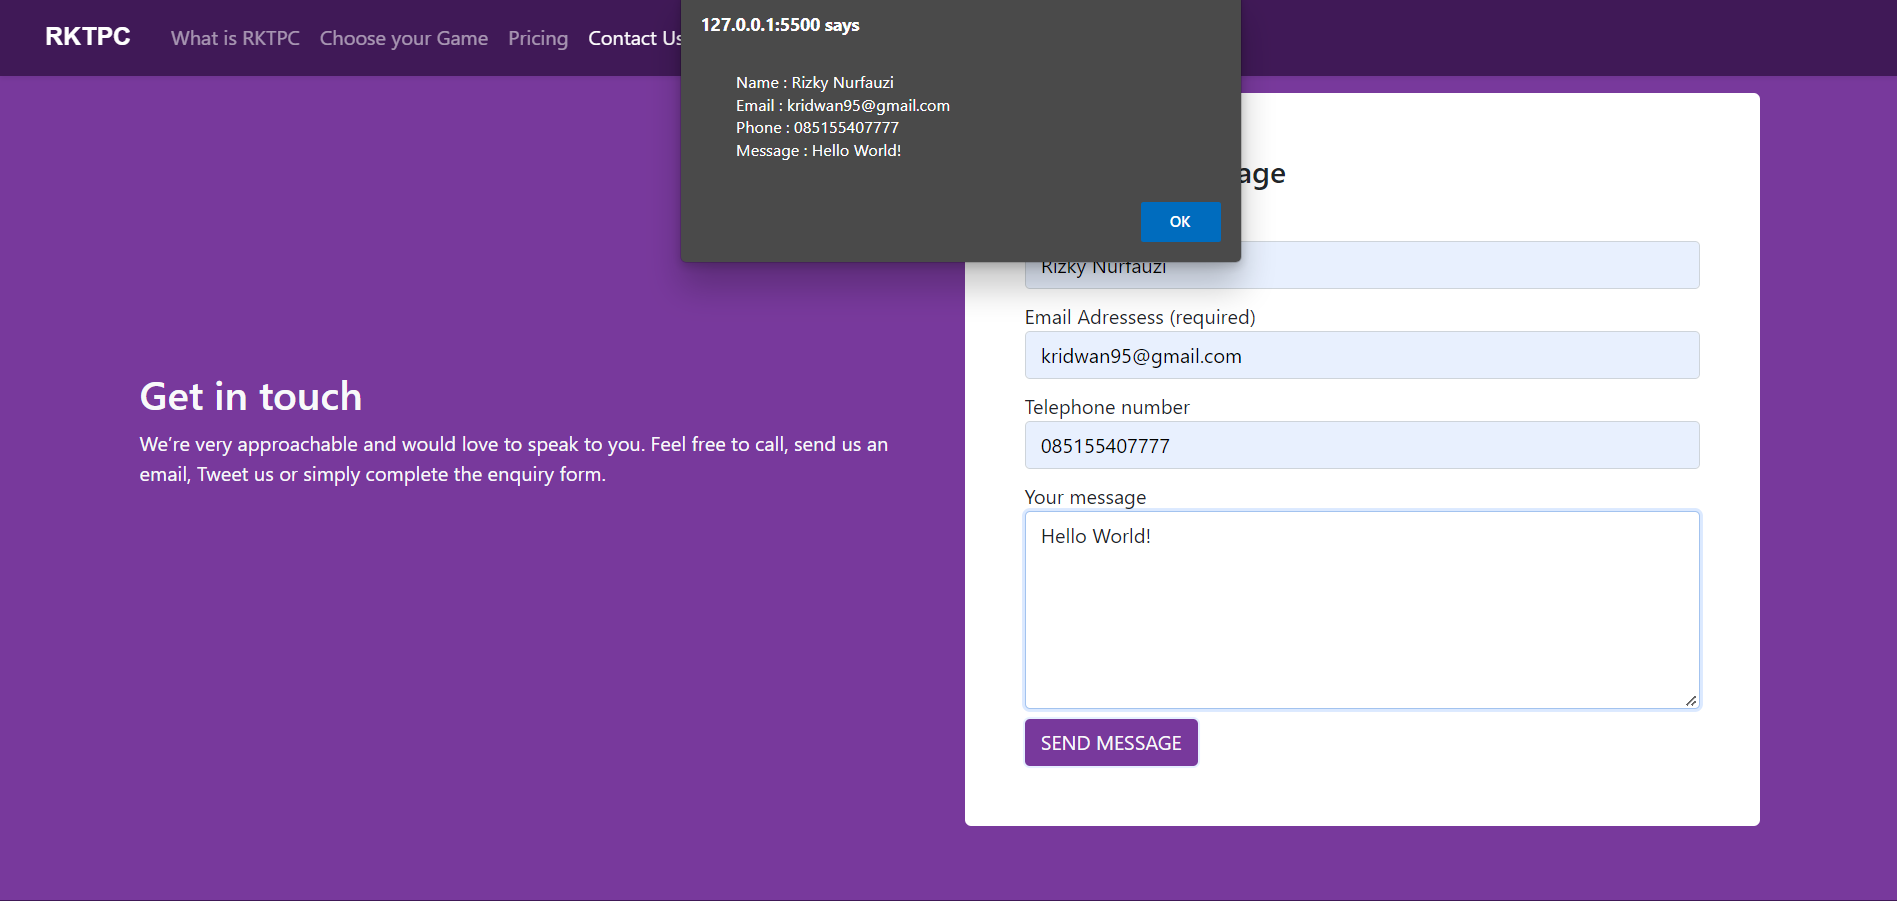 RKTPC
What is RKTPC
Choose your Game
Pricing
Contact Us
127.0.0.1:5500 says
Name : Rizky Nurfauzi
Email : kridwan95@gmail.com
Phone : 085155407777
Message : Hello World!
OK
Get in touch
We’re very approachable and would love to speak to you. Feel free to call, send us an
email, Tweet us or simply complete the enquiry form.
Rizky Nurfauzi
Email Adressess (required)
kridwan95@gmail.com
Telephone number
085155407777
Your message
Hello World!
SEND MESSAGE